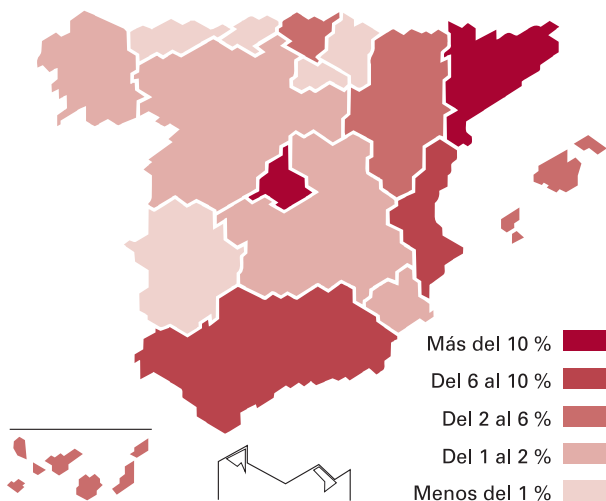 Más del 10 %
Del 6 al 10 %
Del 2 al 6 %
Del 1 al 2 %
Menos del 1 %